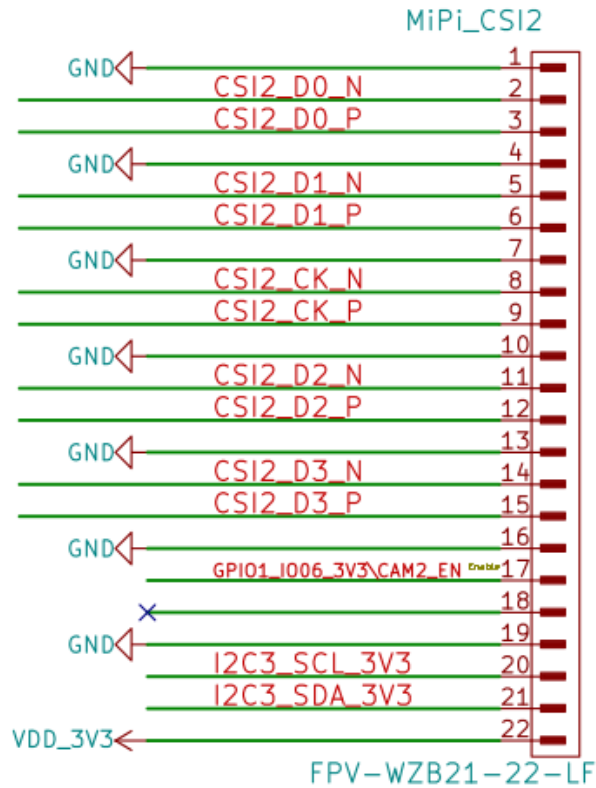 MiPi_CSI2
GND 1
CSI2_D0_N 2
CSI2_D0_P 3
GND 4
CSI2_D1_N 5
CSI2_D1_P 6
GND 7
CSI2_CK_N 8
CSI2_CK_P 9
GND 10
CSI2_D2_N 11
CSI2_D2_P 12
GND 13
CSI2_D3_N 14
CSI2_D3_P 15
GND 16
GPIO1_IO06_3V3\CAM2_EN Enable 17
18
GND 19
I2C3_SCL_3V3 20
I2C3_SDA_3V3 21
VDD_3V3 22
FPV-WZB21-22-LF